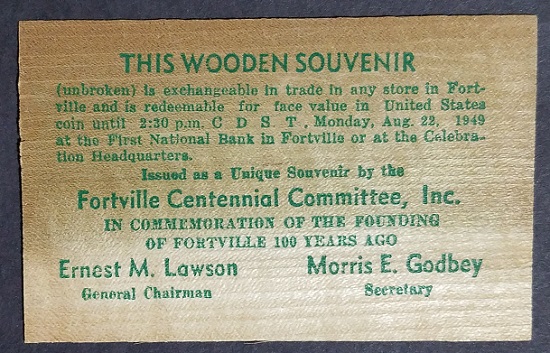 THIS WOODEN SOUVENIR
(unbroken) is exchangeable in trade in any store in Fort-
ville and is redeemable for face value in United States
coin until 2:30 p.m. C D S T , Monday, Aug. 22, 1949
at the First National Bank in Fortville or at the Celebra-
tion Headquarters.
Issued as a Unique Souvenir by the
Fortville Centennial Committee, Inc.
IN COMMEMORATION OF THE FOUNDING
OF FORTVILLE 100 YEARS AGO
Ernest M. Lawson Morris E. Godbey
General Chairman Secretary